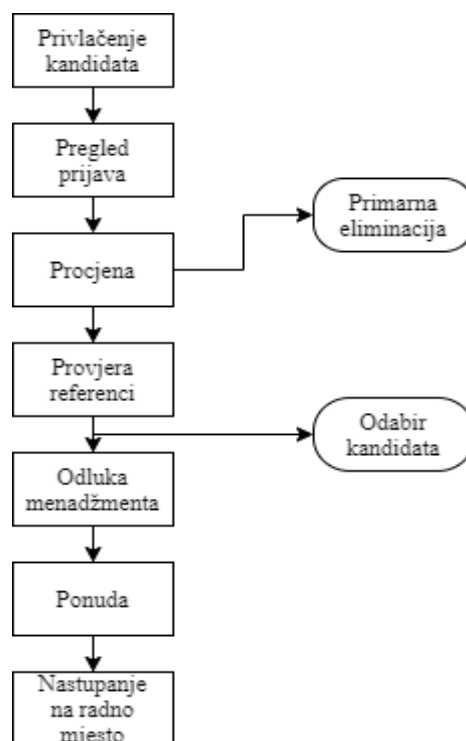 Privlačenje
kandidata
Pregled
prijava
Primarna
eliminacija
Procjena
Provjera
referenci
Odabir
kandidata
Odluka
menadžmenta
Ponuda
Nastupanje
na radno
mjesto